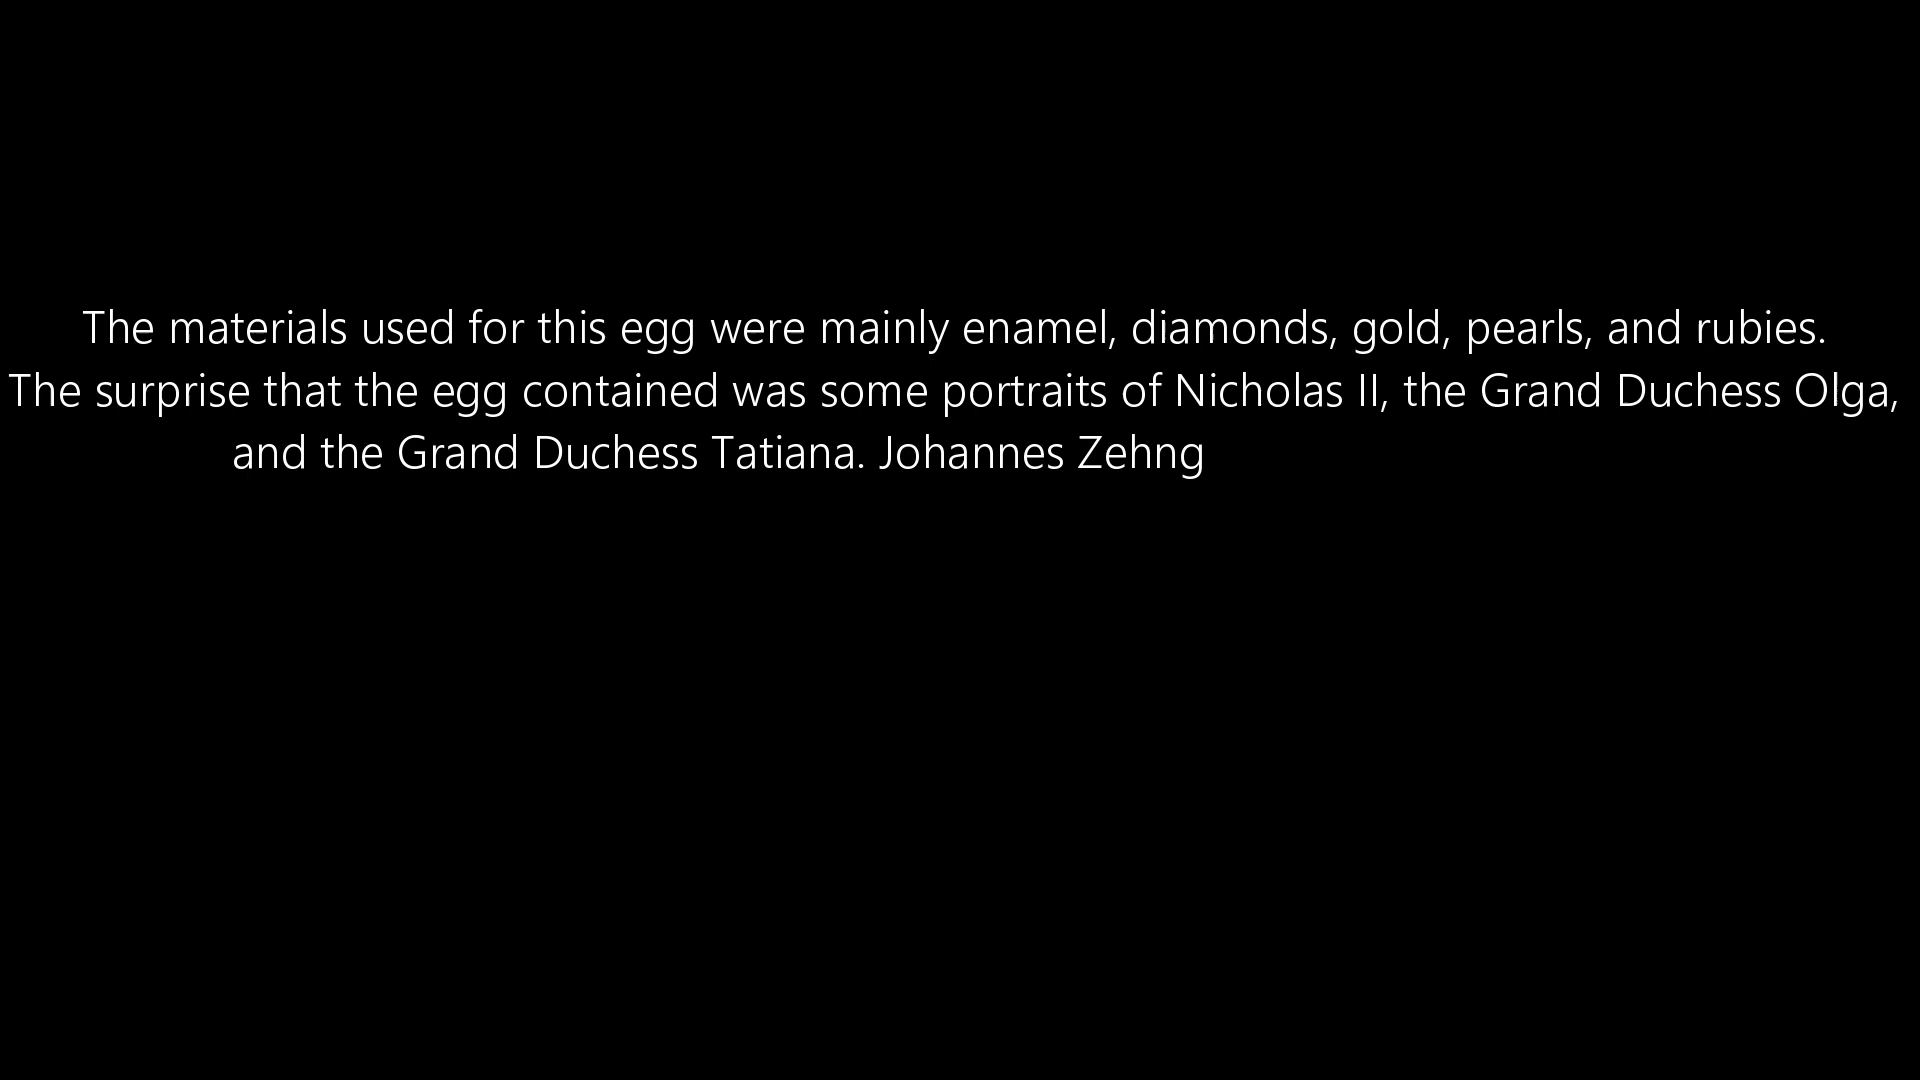 The materials used for this egg were mainly enamel, diamonds, gold, pearls, and rubies.
The surprise that the egg contained was some portraits of Nicholas II, the Grand Duchess Olga,
and the Grand Duchess Tatiana. Johannes Zehng